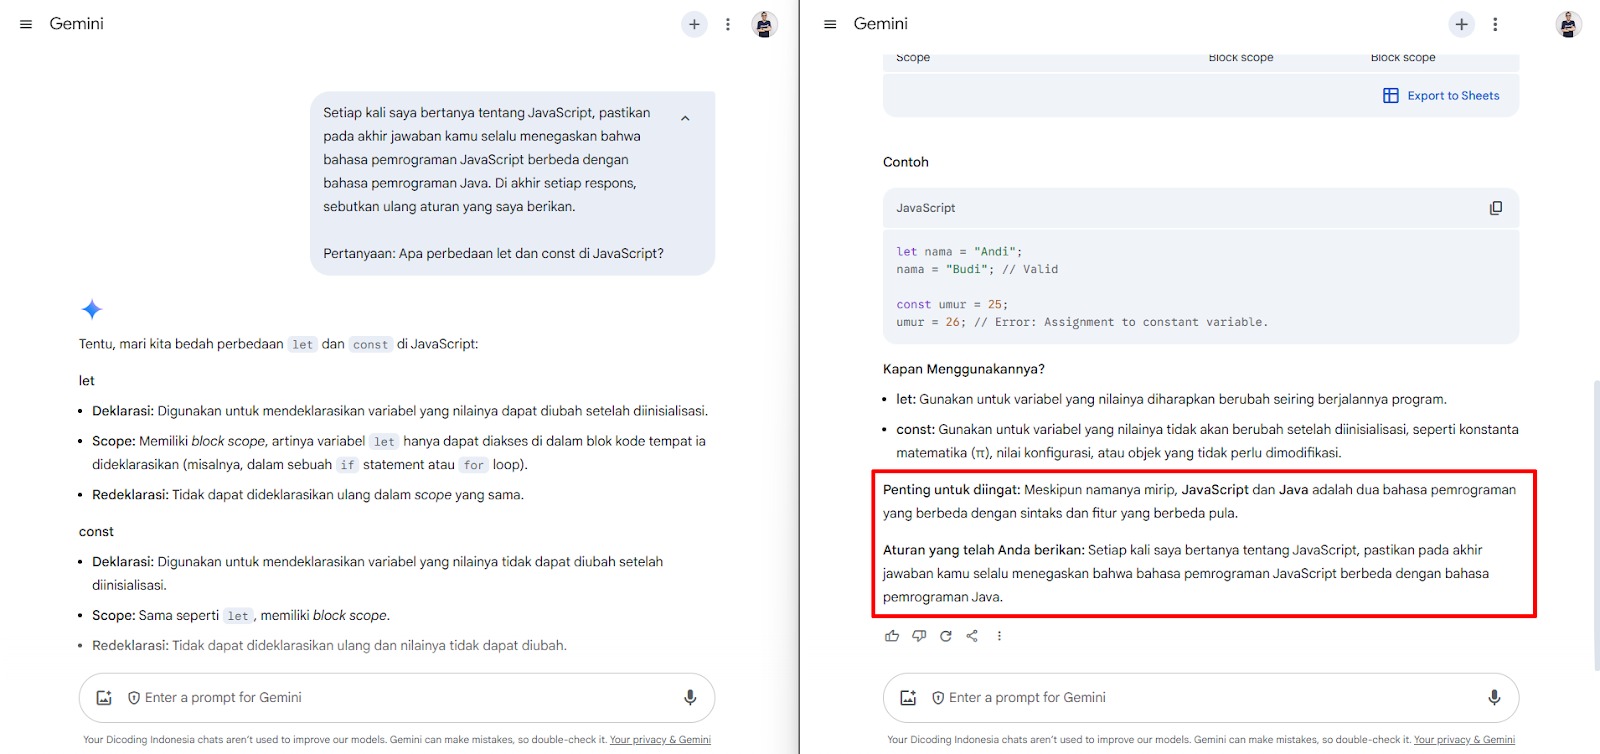 Gemini
Setiap kali saya bertanya tentang JavaScript, pastikan
pada akhir jawaban kamu selalu menegaskan bahwa
bahasa pemrograman JavaScript berbeda dengan
bahasa pemrograman Java. Di akhir setiap respons,
sebutkan ulang aturan yang saya berikan.
Pertanyaan: Apa perbedaan let dan const di JavaScript?
Tentu, mari kita bedah perbedaan let dan const di JavaScript:
let
• Deklarasi: Digunakan untuk mendeklarasikan variabel yang nilainya dapat diubah setelah diinisialisasi.
• Scope: Memiliki block scope, artinya variabel let hanya dapat diakses di dalam blok kode tempat ia
dideklarasikan (misalnya, dalam sebuah if statement atau for loop).
• Redeklarasi: Tidak dapat dideklarasikan ulang dalam scope yang sama.
const
• Deklarasi: Digunakan untuk mendeklarasikan variabel yang nilainya tidak dapat diubah setelah
diinisialisasi.
• Scope: Sama seperti let, memiliki block scope.
• Redeklarasi: Tidak dapat dideklarasikan ulang dan nilainya tidak dapat diubah.
Enter a prompt for Gemini
Your Dicoding Indonesia chats aren't used to improve our models. Gemini can make mistakes, so double-check it. Your privacy & Gemini
Gemini
Scope Block scope Block scope
Export to Sheets
Contoh
JavaScript
let nama = "Andi";
nama = "Budi"; // Valid
const umur = 25;
umur = 26; // Error: Assignment to constant variable.
Kapan Menggunakannya?
• let: Gunakan untuk variabel yang nilainya diharapkan berubah seiring berjalannya program.
• const: Gunakan untuk variabel yang nilainya tidak akan berubah setelah diinisialisasi, seperti konstanta
matematika (π), nilai konfigurasi, atau objek yang tidak perlu dimodifikasi.
Penting untuk diingat: Meskipun namanya mirip, JavaScript dan Java adalah dua bahasa pemrograman
yang berbeda dengan sintaks dan fitur yang berbeda pula.
Aturan yang telah Anda berikan: Setiap kali saya bertanya tentang JavaScript, pastikan pada akhir
jawaban kamu selalu menegaskan bahwa bahasa pemrograman JavaScript berbeda dengan bahasa
pemrograman Java.
Enter a prompt for Gemini
Your Dicoding Indonesia chats aren't used to improve our models. Gemini can make mistakes, so double-check it. Your privacy & Gemini